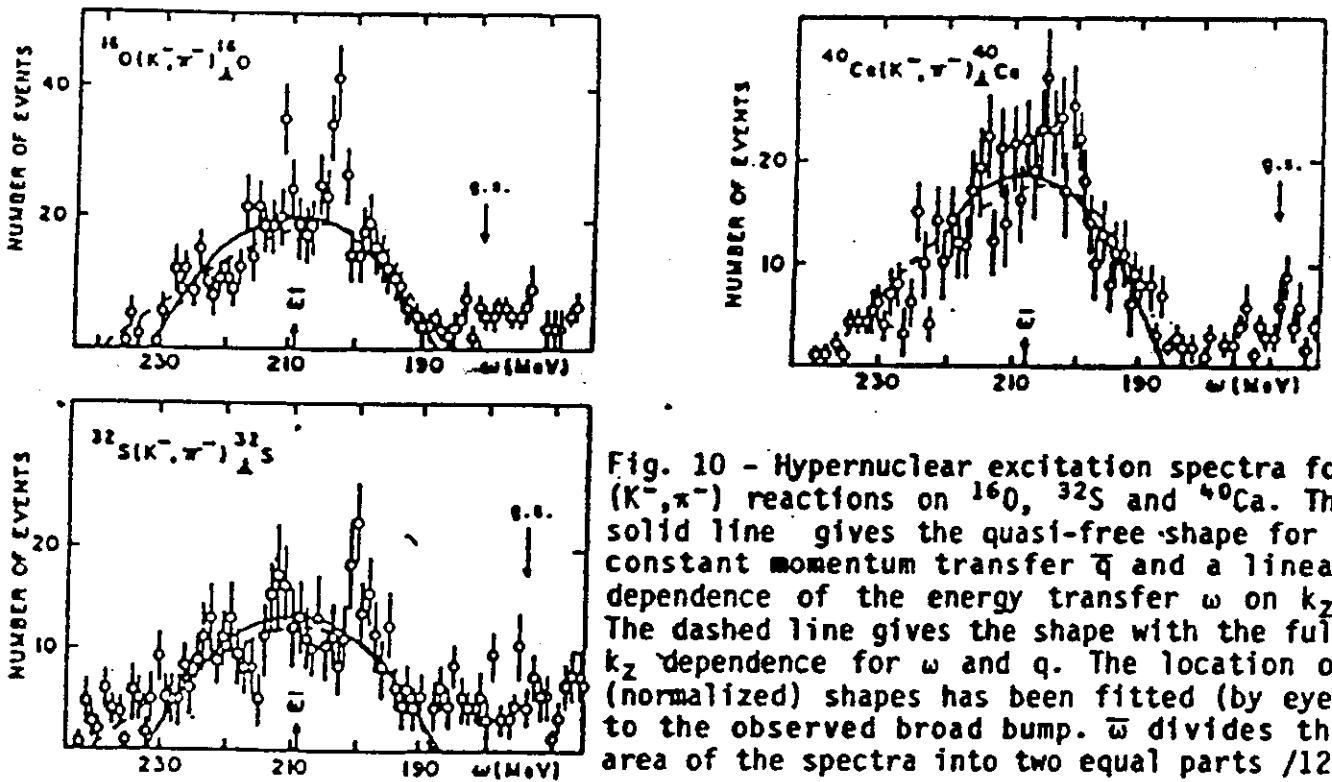 ¹⁶O(K⁻,π⁻)¹⁶ΛO
NUMBER OF EVENTS
40
20
g.s.
ω̄
230
210
190
ω[MeV]
⁴⁰Ca(K⁻,π⁻)⁴⁰ΛCa
NUMBER OF EVENTS
20
10
g.s.
ω̄
230
210
190
ω[MeV]
³²S(K⁻,π⁻)³²ΛS
NUMBER OF EVENTS
20
10
g.s.
ω̄
230
210
190
ω[MeV]
Fig. 10 - Hypernuclear excitation spectra fo
(K⁻,π⁻) reactions on ¹⁶O, ³²S and ⁴⁰Ca. Th
solid line gives the quasi-free shape for
constant momentum transfer q̄ and a linea
dependence of the energy transfer ω on kz
The dashed line gives the shape with the ful
kz dependence for ω and q. The location o
(normalized) shapes has been fitted (by eye
to the observed broad bump. ω̄ divides th
area of the spectra into two equal parts /12